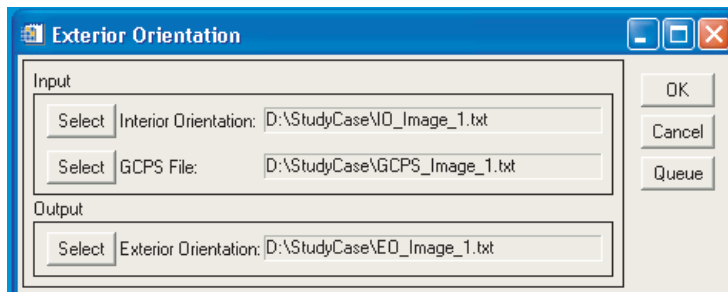 Exterior Orientation
Input
OK
Select Interior Orientation: D:\StudyCase\IO_Image_1.txt
Cancel
Select GCPS File: D:\StudyCase\GCPS_Image_1.txt
Queue
Output
Select Exterior Orientation: D:\StudyCase\EO_Image_1.txt